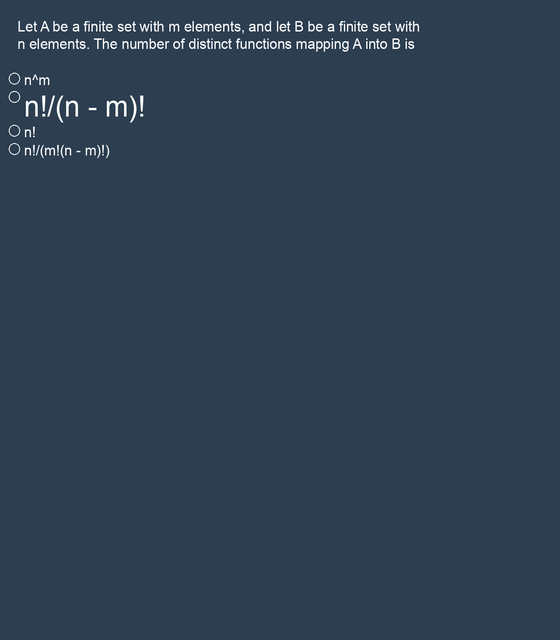 Let A be a finite set with m elements, and let B be a finite set with
n elements. The number of distinct functions mapping A into B is
n^m
n!/(n - m)!
n!
n!/(m!(n - m)!)